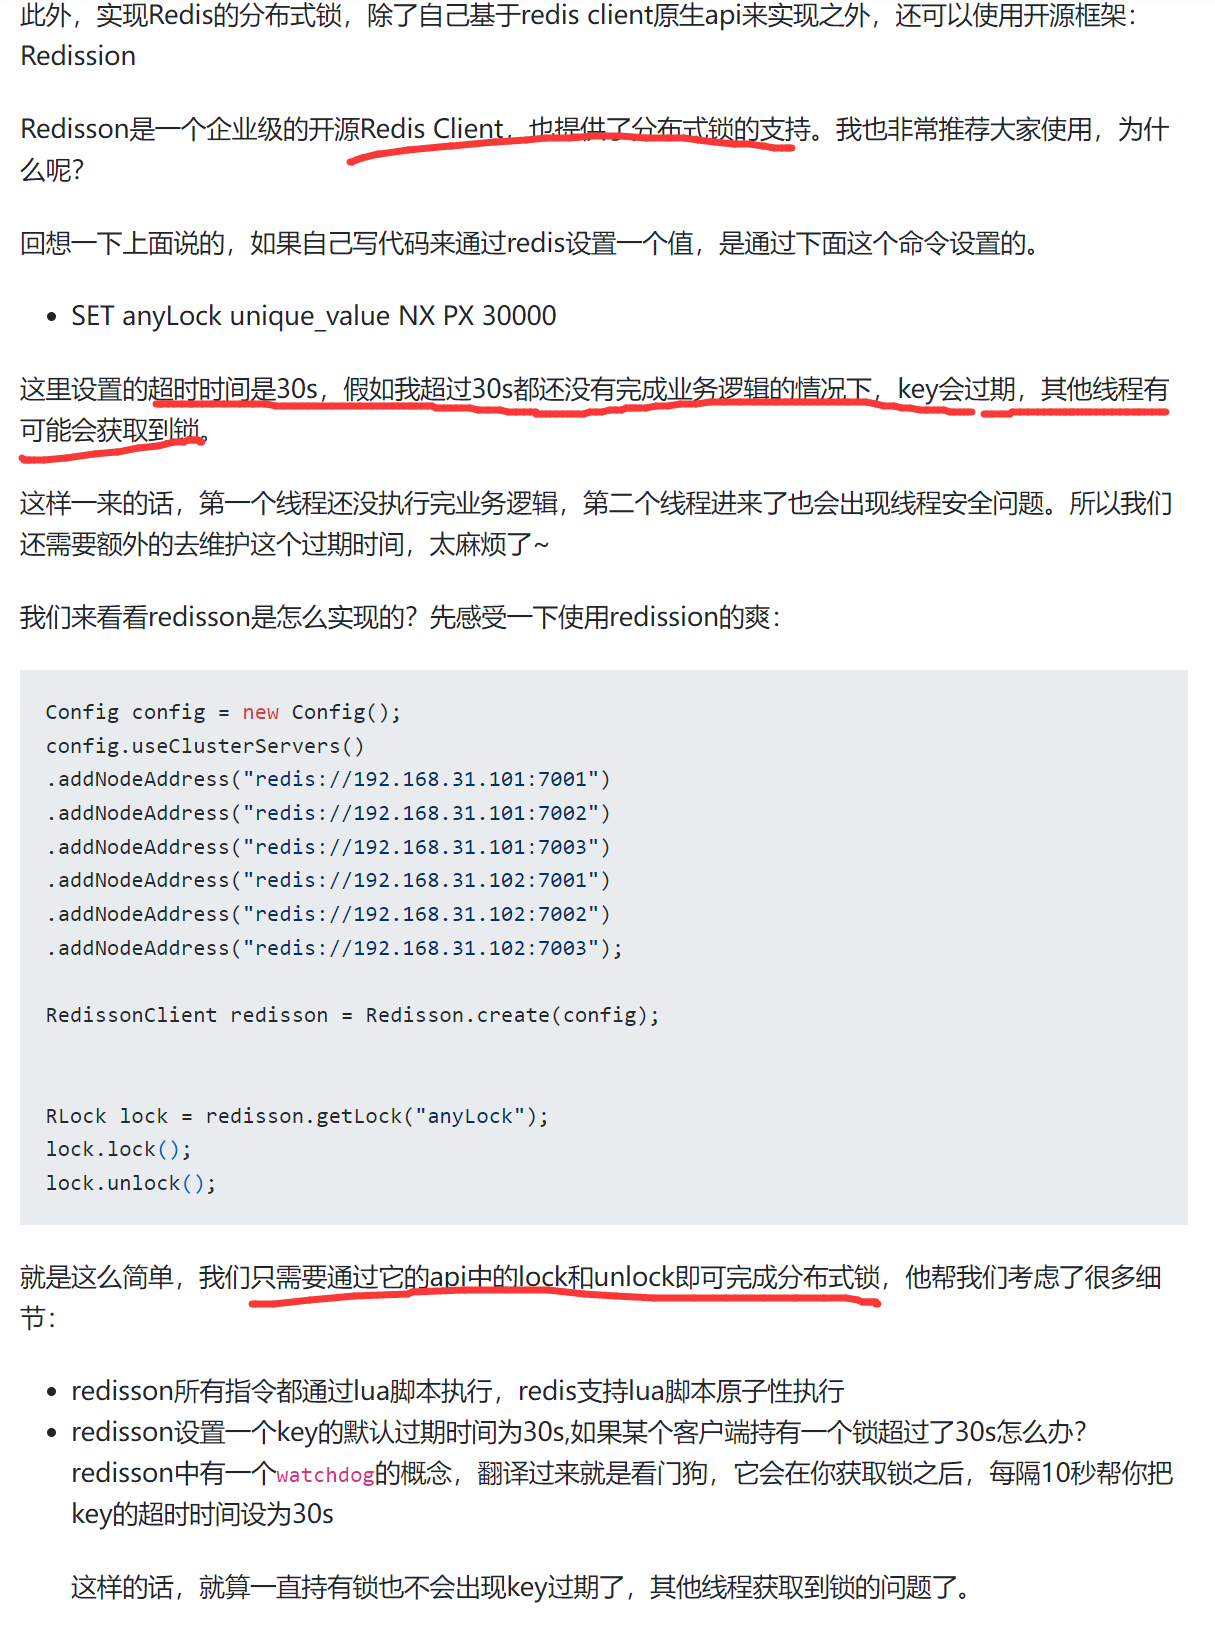 此外，实现Redis的分布式锁，除了自己基于redis client原生api来实现之外，还可以使用开源框架：
Redission
Redisson是一个企业级的开源Redis Client，也提供了分布式锁的支持。我也非常推荐大家使用，为什
么呢？
回想一下上面说的，如果自己写代码来通过redis设置一个值，是通过下面这个命令设置的。
• SET anyLock unique_value NX PX 30000
这里设置的超时时间是30s，假如我超过30s都还没有完成业务逻辑的情况下，key会过期，其他线程有
可能会获取到锁。
这样一来的话，第一个线程还没执行完业务逻辑，第二个线程进来了也会出现线程安全问题。所以我们
还需要额外的去维护这个过期时间，太麻烦了~
我们来看看redisson是怎么实现的？先感受一下使用redission的爽：
Config config = new Config();
config.useClusterServers()
.addNodeAddress("redis://192.168.31.101:7001")
.addNodeAddress("redis://192.168.31.101:7002")
.addNodeAddress("redis://192.168.31.101:7003")
.addNodeAddress("redis://192.168.31.102:7001")
.addNodeAddress("redis://192.168.31.102:7002")
.addNodeAddress("redis://192.168.31.102:7003");
RedissonClient redisson = Redisson.create(config);
RLock lock = redisson.getLock("anyLock");
lock.lock();
lock.unlock();
就是这么简单，我们只需要通过它的api中的lock和unlock即可完成分布式锁，他帮我们考虑了很多细
节：
• redisson所有指令都通过lua脚本执行，redis支持lua脚本原子性执行
• redisson设置一个key的默认过期时间为30s,如果某个客户端持有一个锁超过了30s怎么办？
redisson中有一个watchdog的概念，翻译过来就是看门狗，它会在你获取锁之后，每隔10秒帮你把
key的超时时间设为30s
这样的话，就算一直持有锁也不会出现key过期了，其他线程获取到锁的问题了。